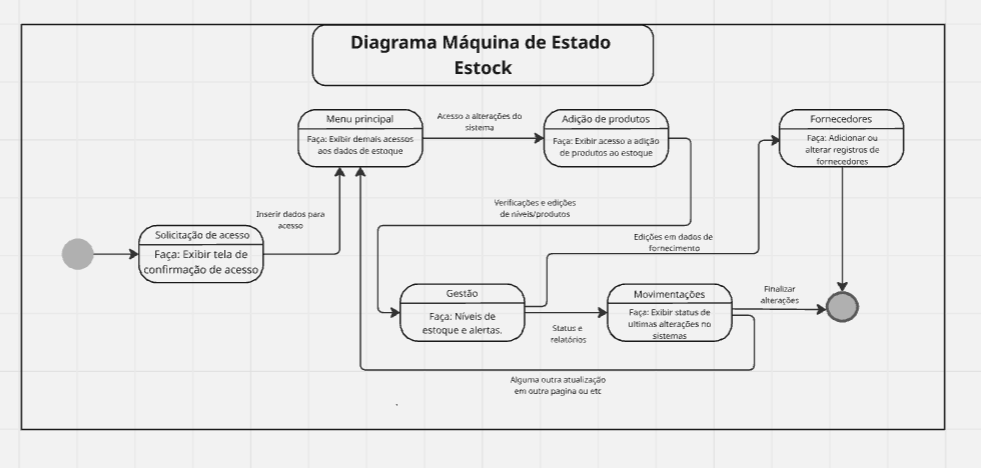 Diagrama Máquina de Estado
Estock
Menu principal
Faça: Exibir demais acessos
aos dados de estoque
Acesso a alterações do
sistema
Adição de produtos
Faça: Exibir acesso a adição
de produtos ao estoque
Fornecedores
Faça: Adicionar ou
alterar registros de
fornecedores
Inserir dados para
acesso
Verificações e edições
de níveis/produtos
Solicitação de acesso
Faça: Exibir tela de
confirmação de acesso
Edições em dados de
fornecimento
Gestão
Faça: Níveis de
estoque e alertas.
Status e
relatórios
Movimentações
Faça: Exibir status de
ultimas alterações no
sistemas
Finalizar
alterações
Alguma outra atualização
em outra pagina ou etc